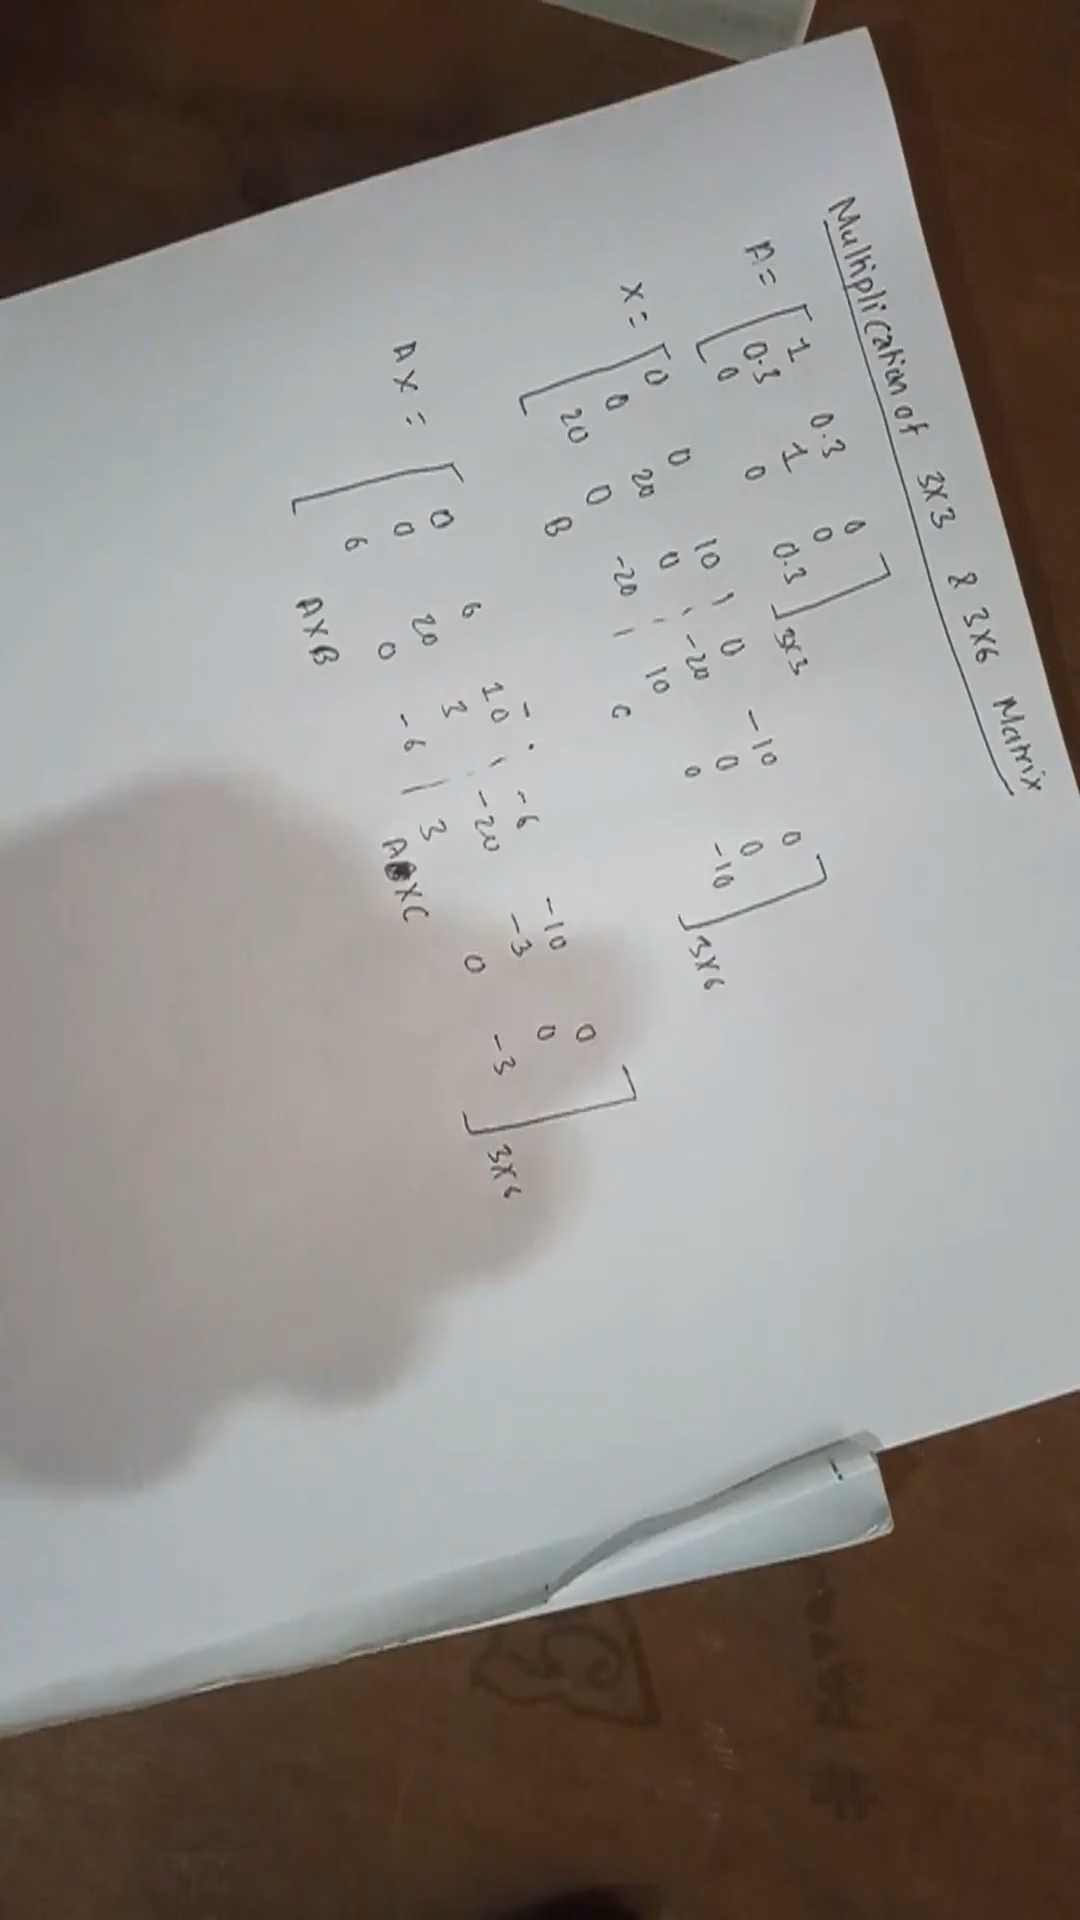 Multiplication of 3X3 & 3X6 Matrix
A = [ 1 0.3 0
0.3 1 0
0 0 0.3 ] 3X3
X = [ 0 0 10 | 0 -10 0
0 20 0 | -20 0 0
20 0 -20 | 10 0 -10 ] 3X6
B C
AX = [ 0 6 10 | -6 -10 0
0 20 3 | -20 -3 0
6 0 -6 | 3 0 -3 ] 3X6
AXB AXC